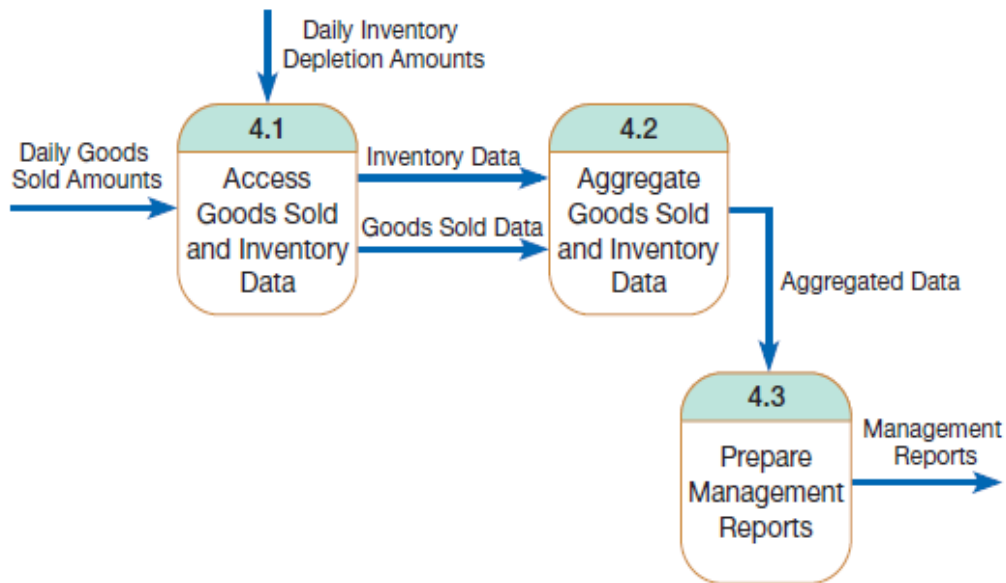 Daily Inventory
Depletion Amounts
Daily Goods
Sold Amounts
4.1
Access
Goods Sold
and Inventory
Data
Inventory Data
Goods Sold Data
4.2
Aggregate
Goods Sold
and Inventory
Data
Aggregated Data
4.3
Prepare
Management
Reports
Management
Reports